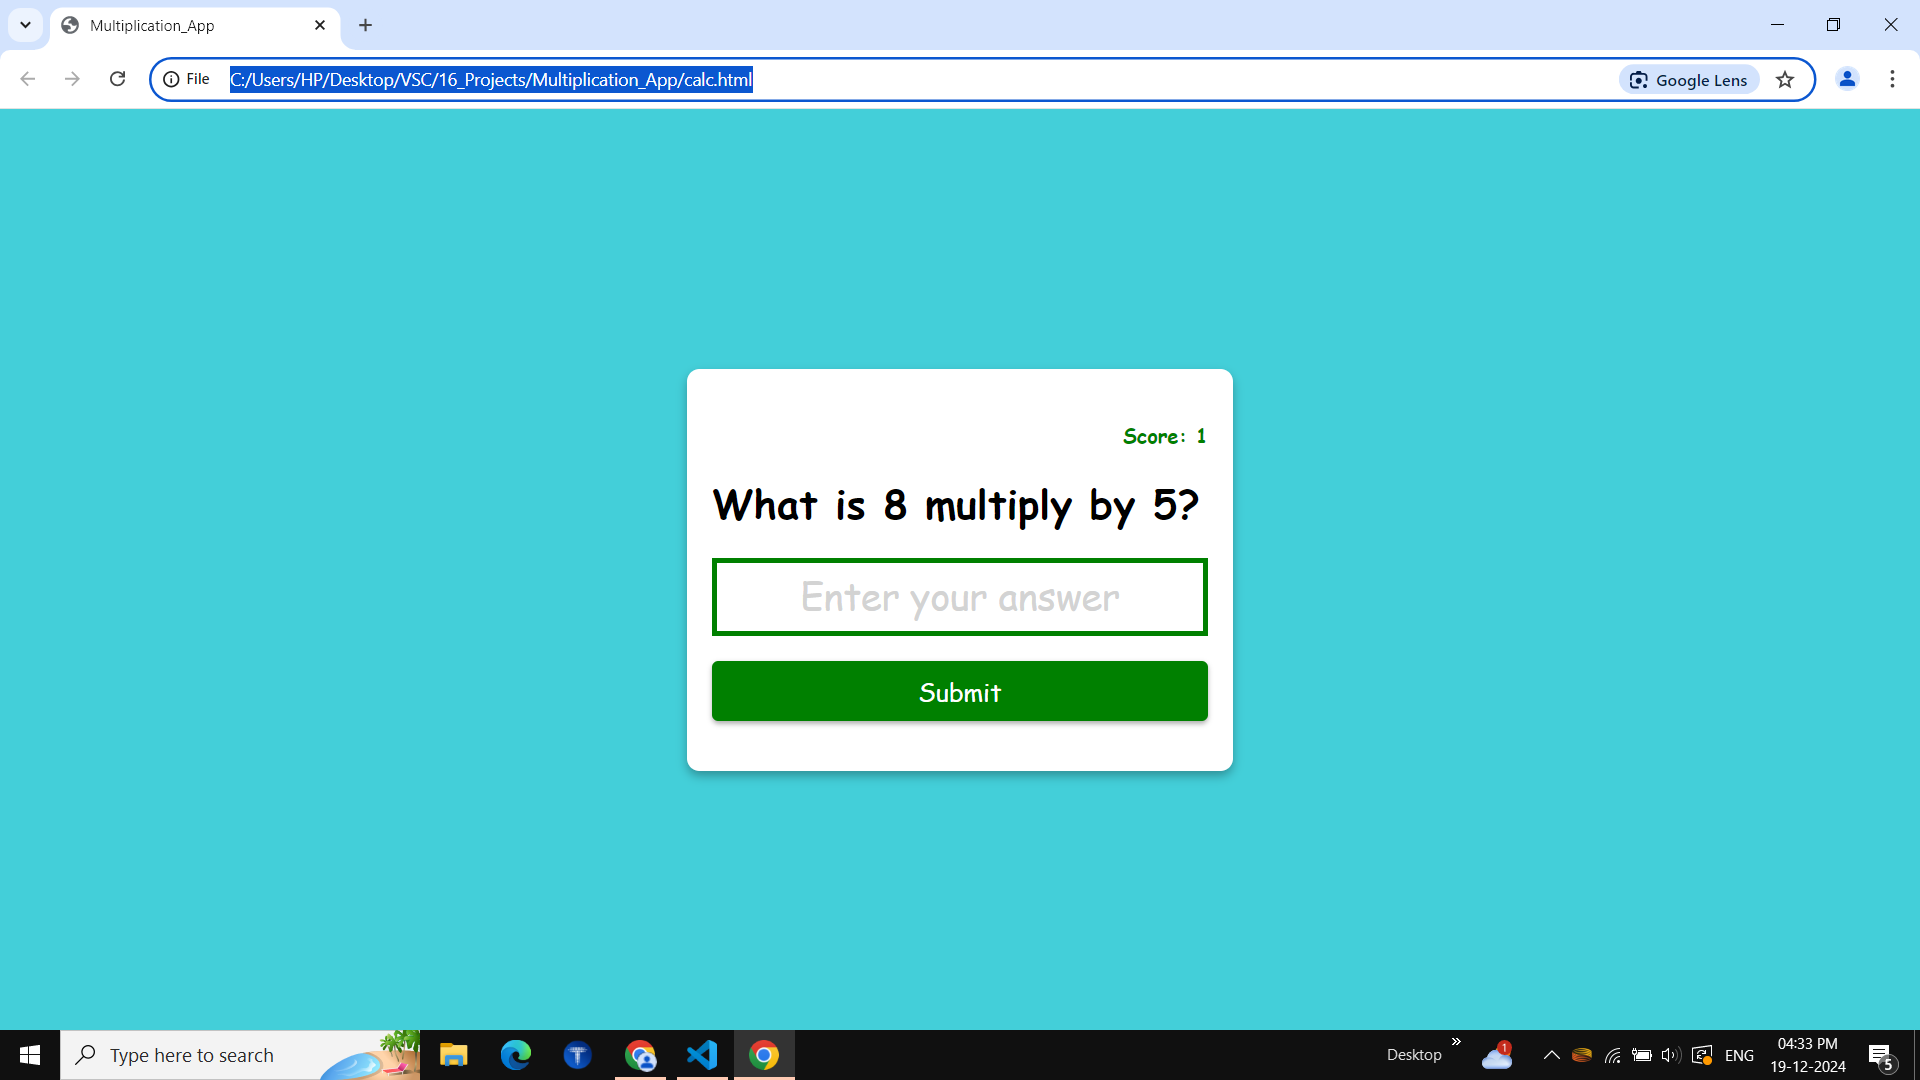 Multiplication_App
File
C:/Users/HP/Desktop/VSC/16_Projects/Multiplication_App/calc.html
Google Lens
Score: 1
What is 8 multiply by 5?
Enter your answer
Submit
Type here to search
T
Desktop
»
1
ENG
04:33 PM
19-12-2024
5